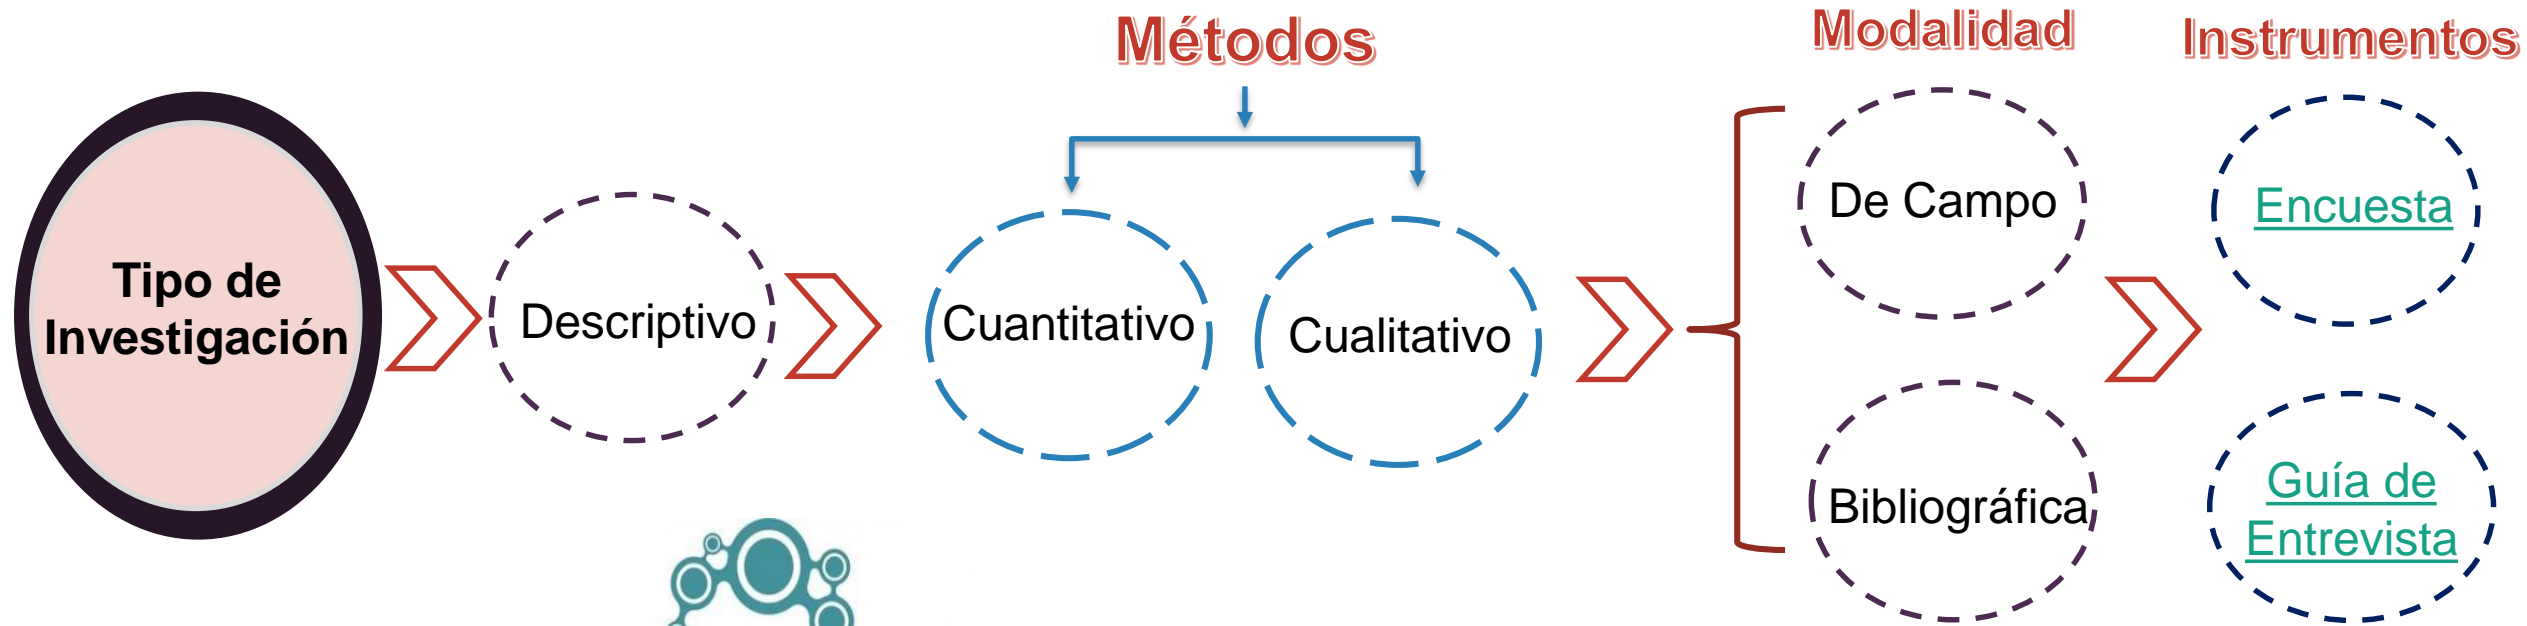 Métodos
Modalidad
Instrumentos
Tipo de
Investigación
Descriptivo
Cuantitativo
Cualitativo
De Campo
Bibliográfica
Encuesta
Guía de
Entrevista